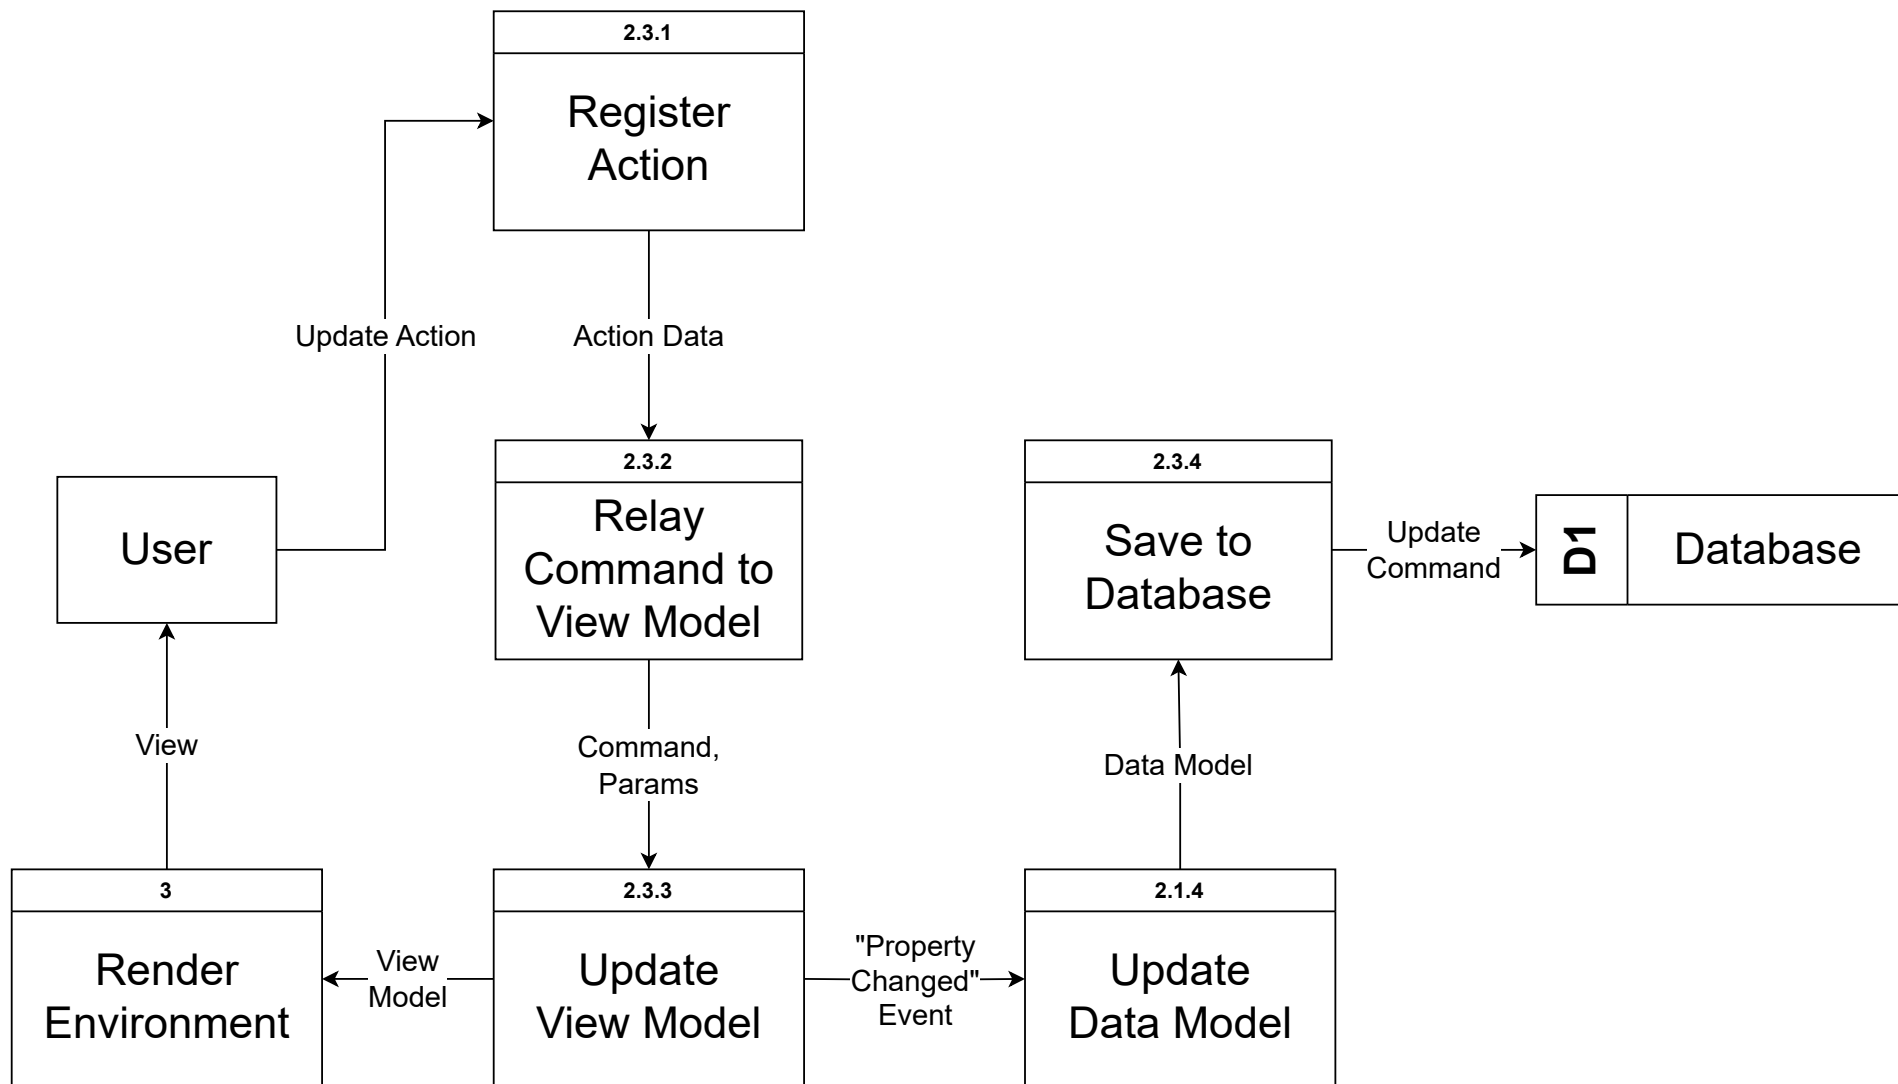 2.3.1
Register
Action
Update Action
Action Data
2.3.2
Relay
Command to
View Model
2.3.4
Save to
Database
User
Update
Command
D1
Database
View
Command,
Params
Data Model
3
Render
Environment
View
Model
2.3.3
Update
View Model
"Property
Changed"
Event
2.1.4
Update
Data Model